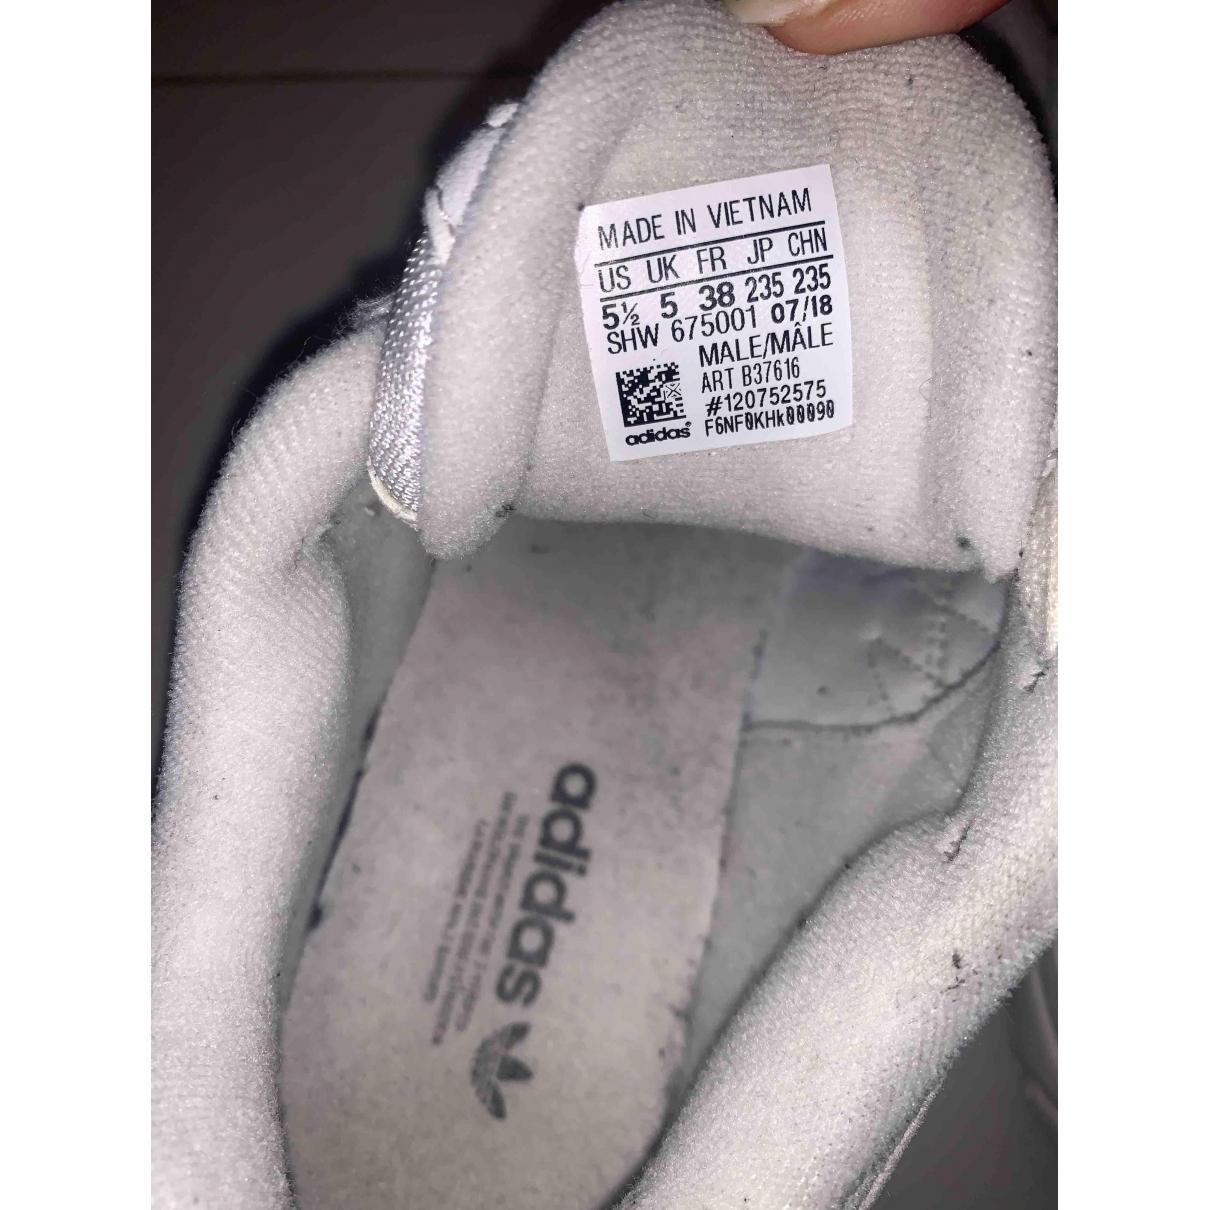 MADE IN VIETNAM
US UK FR JP CHN
5½ 5 38 235 235
SHW 675001 07/18
MALE/MÂLE
ART B37616
#120752575
F6NF0KHk00090
adidas
adidas